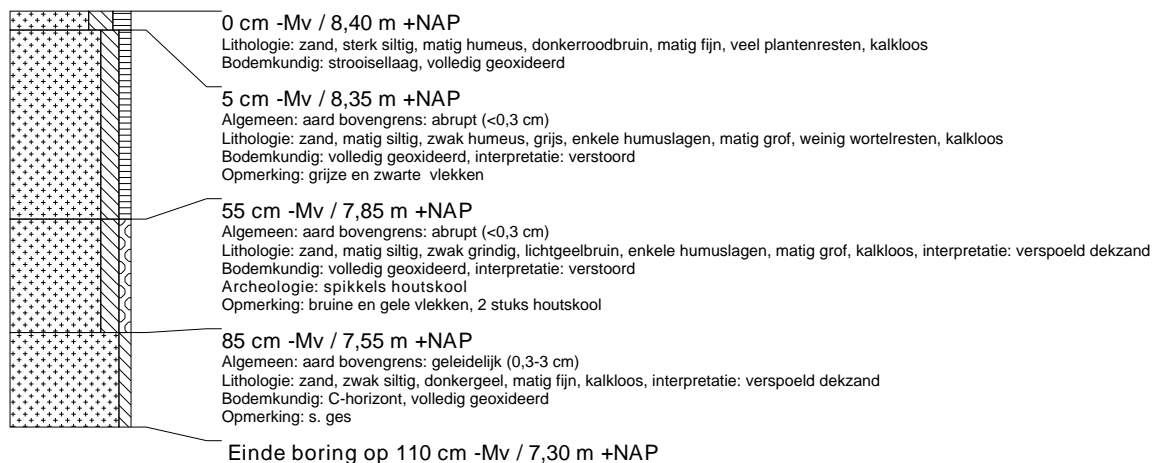 0 cm -Mv / 8,40 m +NAP
Lithologie: zand, sterk siltig, matig humeus, donkerroodbruin, matig fijn, veel plantenresten, kalkloos
Bodemkundig: strooisellaag, volledig geoxideerd
5 cm -Mv / 8,35 m +NAP
Algemeen: aard bovengrens: abrupt (<0,3 cm)
Lithologie: zand, matig siltig, zwak humeus, grijs, enkele humuslagen, matig grof, weinig wortelresten, kalkloos
Bodemkundig: volledig geoxideerd, interpretatie: verstoord
Opmerking: grijze en zwarte vlekken
55 cm -Mv / 7,85 m +NAP
Algemeen: aard bovengrens: abrupt (<0,3 cm)
Lithologie: zand, matig siltig, zwak grindig, lichtgeelbruin, enkele humuslagen, matig grof, kalkloos, interpretatie: verspoeld dekzand
Bodemkundig: volledig geoxideerd, interpretatie: verstoord
Archeologie: spikkels houtskool
Opmerking: bruine en gele vlekken, 2 stuks houtskool
85 cm -Mv / 7,55 m +NAP
Algemeen: aard bovengrens: geleidelijk (0,3-3 cm)
Lithologie: zand, zwak siltig, donkergeel, matig fijn, kalkloos, interpretatie: verspoeld dekzand
Bodemkundig: C-horizont, volledig geoxideerd
Opmerking: s. ges
Einde boring op 110 cm -Mv / 7,30 m +NAP